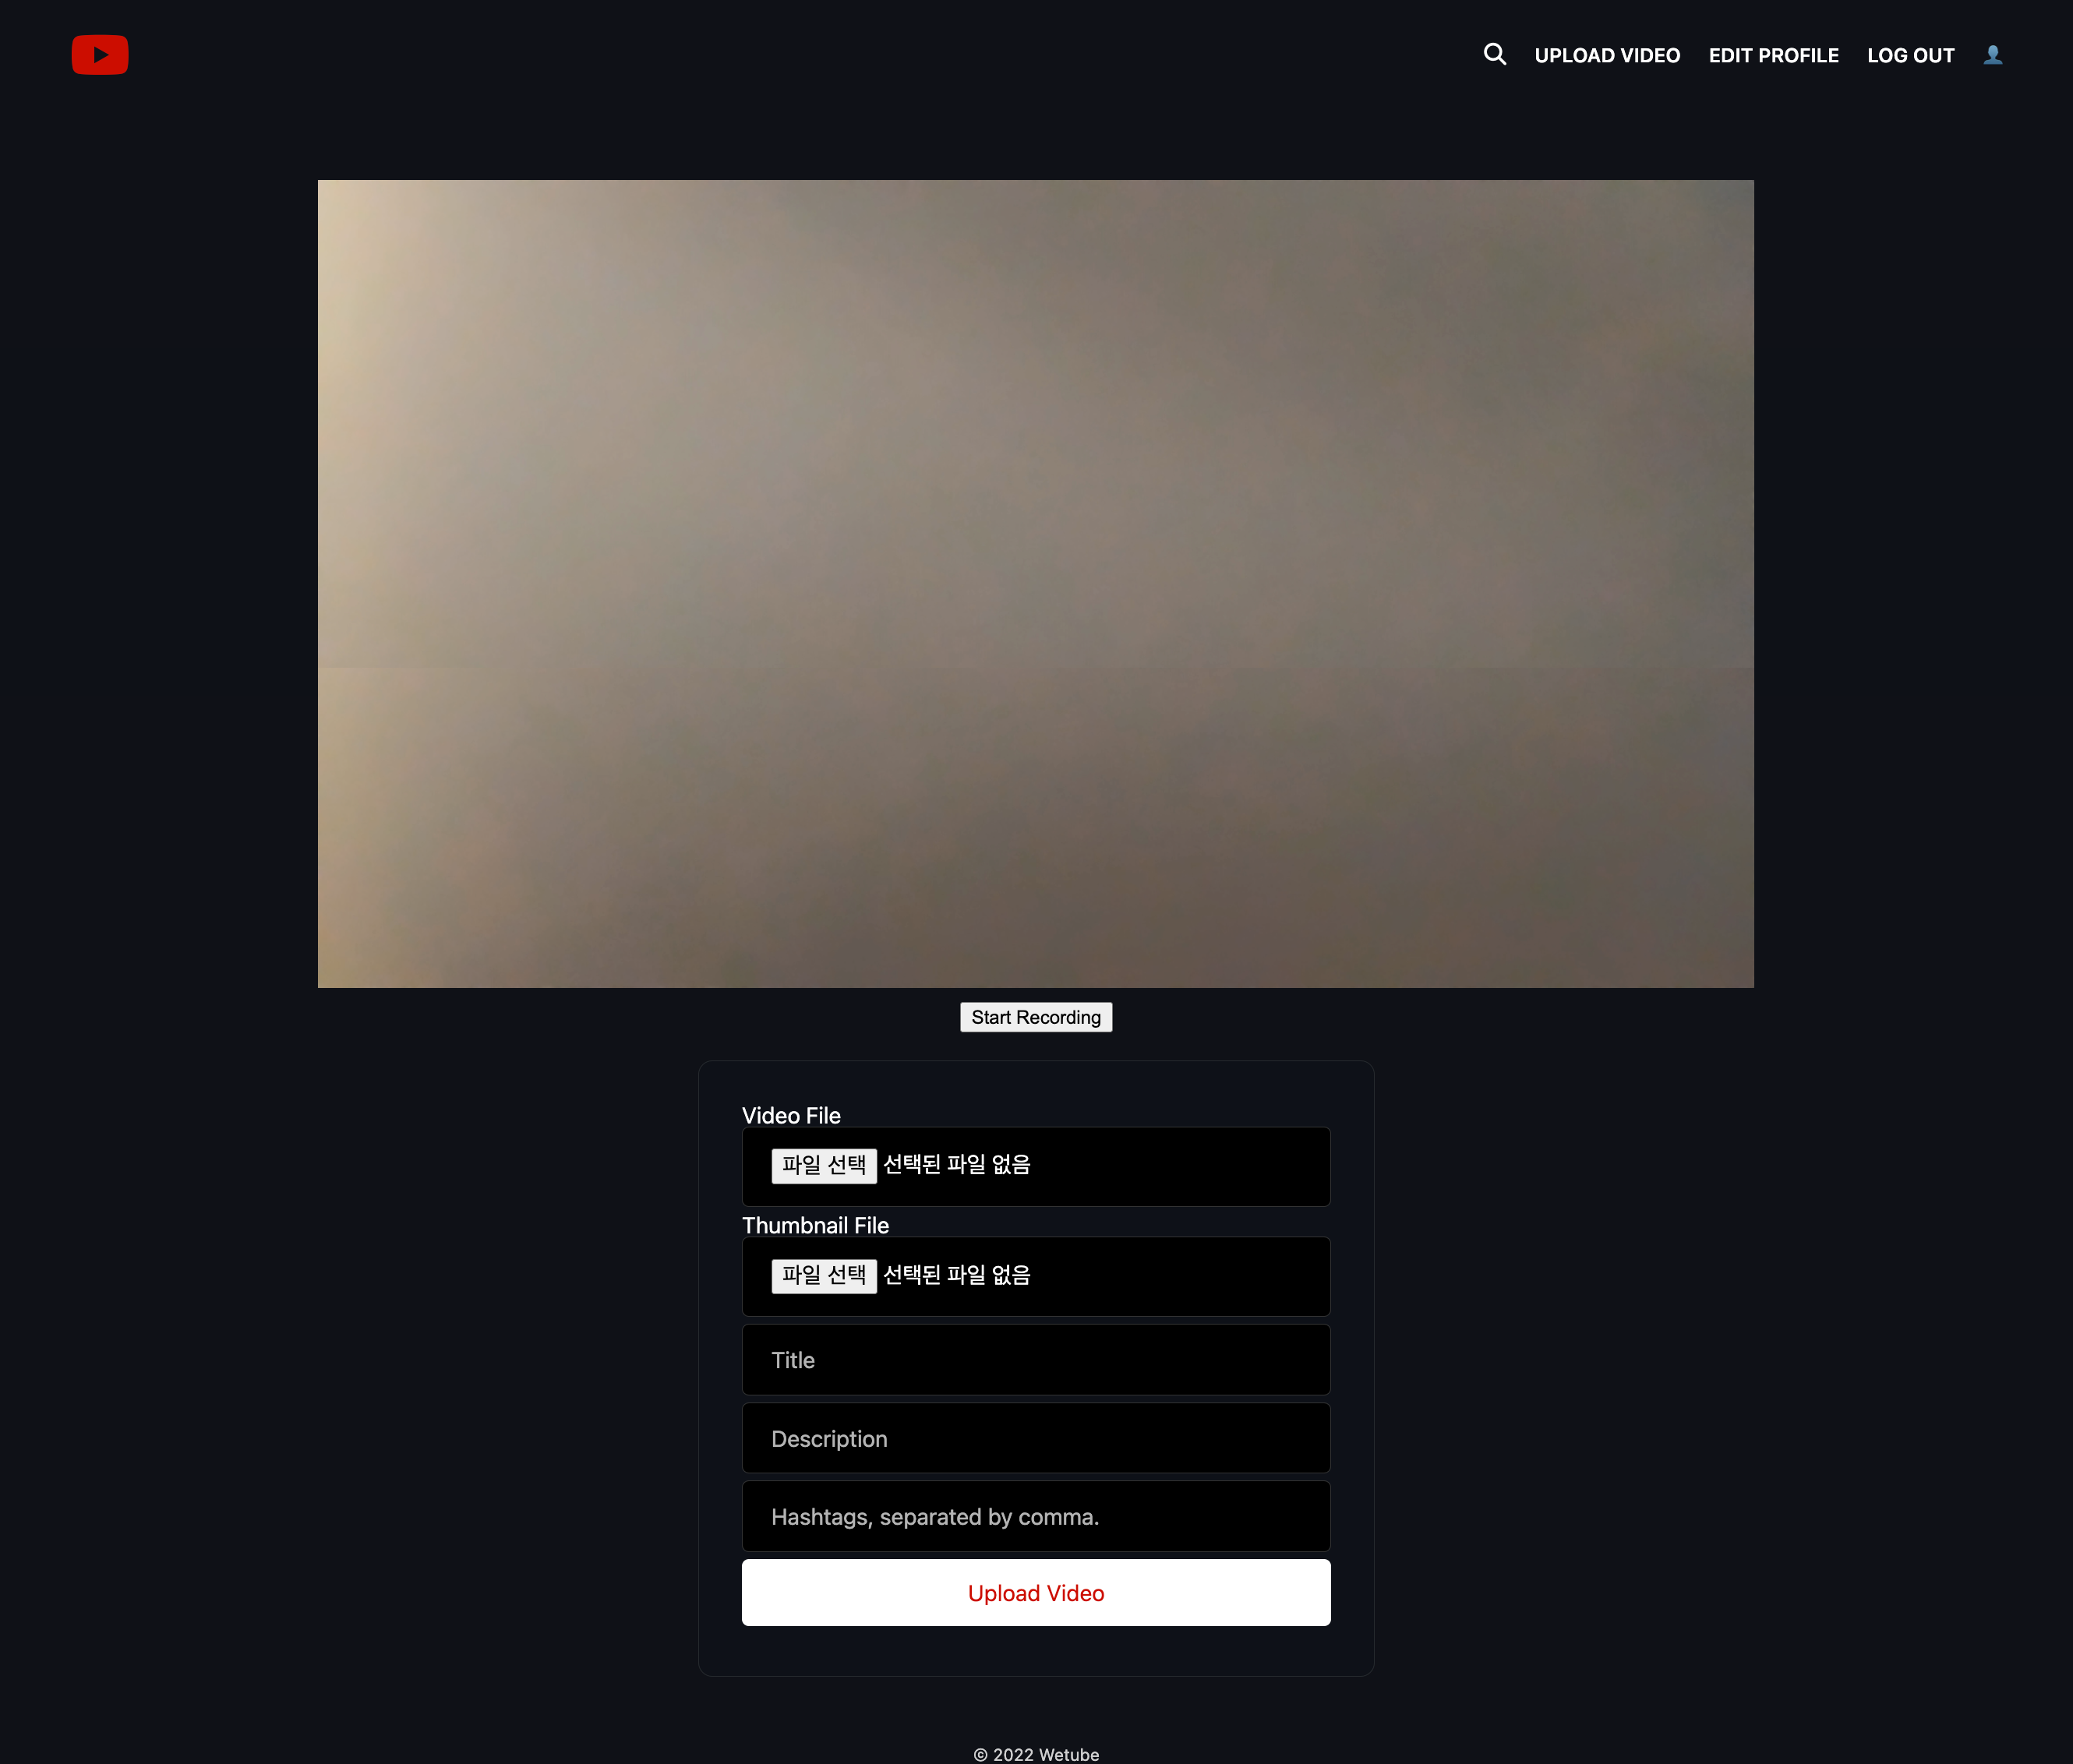 UPLOAD VIDEO EDIT PROFILE LOG OUT
Start Recording
Video File
파일 선택 선택된 파일 없음
Thumbnail File
파일 선택 선택된 파일 없음
Title
Description
Hashtags, separated by comma.
Upload Video
© 2022 Wetube